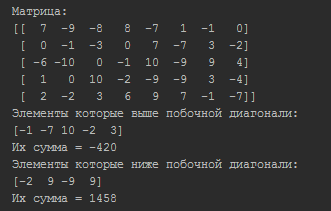 Матрица:
[[  7  -9  -8   8  -7   1  -1   0]
 [  0  -1  -3   0   7  -7   3  -2]
 [ -6 -10   0  -1  10  -9   9   4]
 [  1   0  10  -2  -9  -9   3  -4]
 [  2  -2   3   6   9   7  -1  -7]]
Элементы которые выше побочной диагонали:
[-1 -7 10 -2  3]
Их сумма = -420
Элементы которые ниже побочной диагонали:
[-2  9 -9  9]
Их сумма = 1458